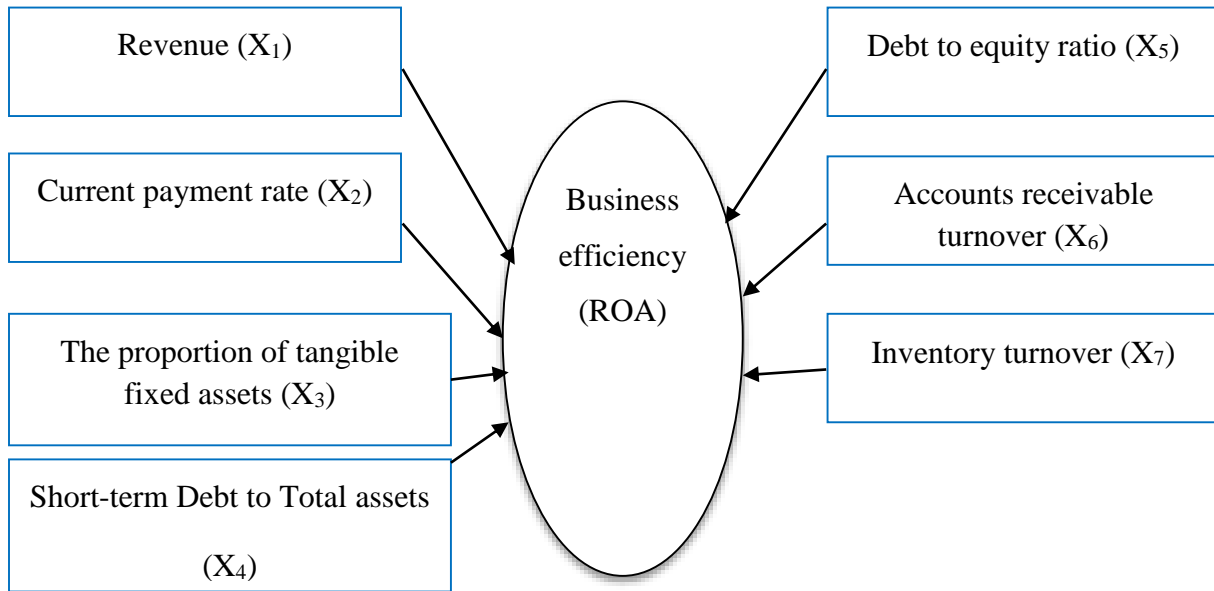 Revenue (X₁)
Current payment rate (X₂)
The proportion of tangible
fixed assets (X₃)
Short-term Debt to Total assets
(X₄)
Business
efficiency
(ROA)
Debt to equity ratio (X₅)
Accounts receivable
turnover (X₆)
Inventory turnover (X₇)